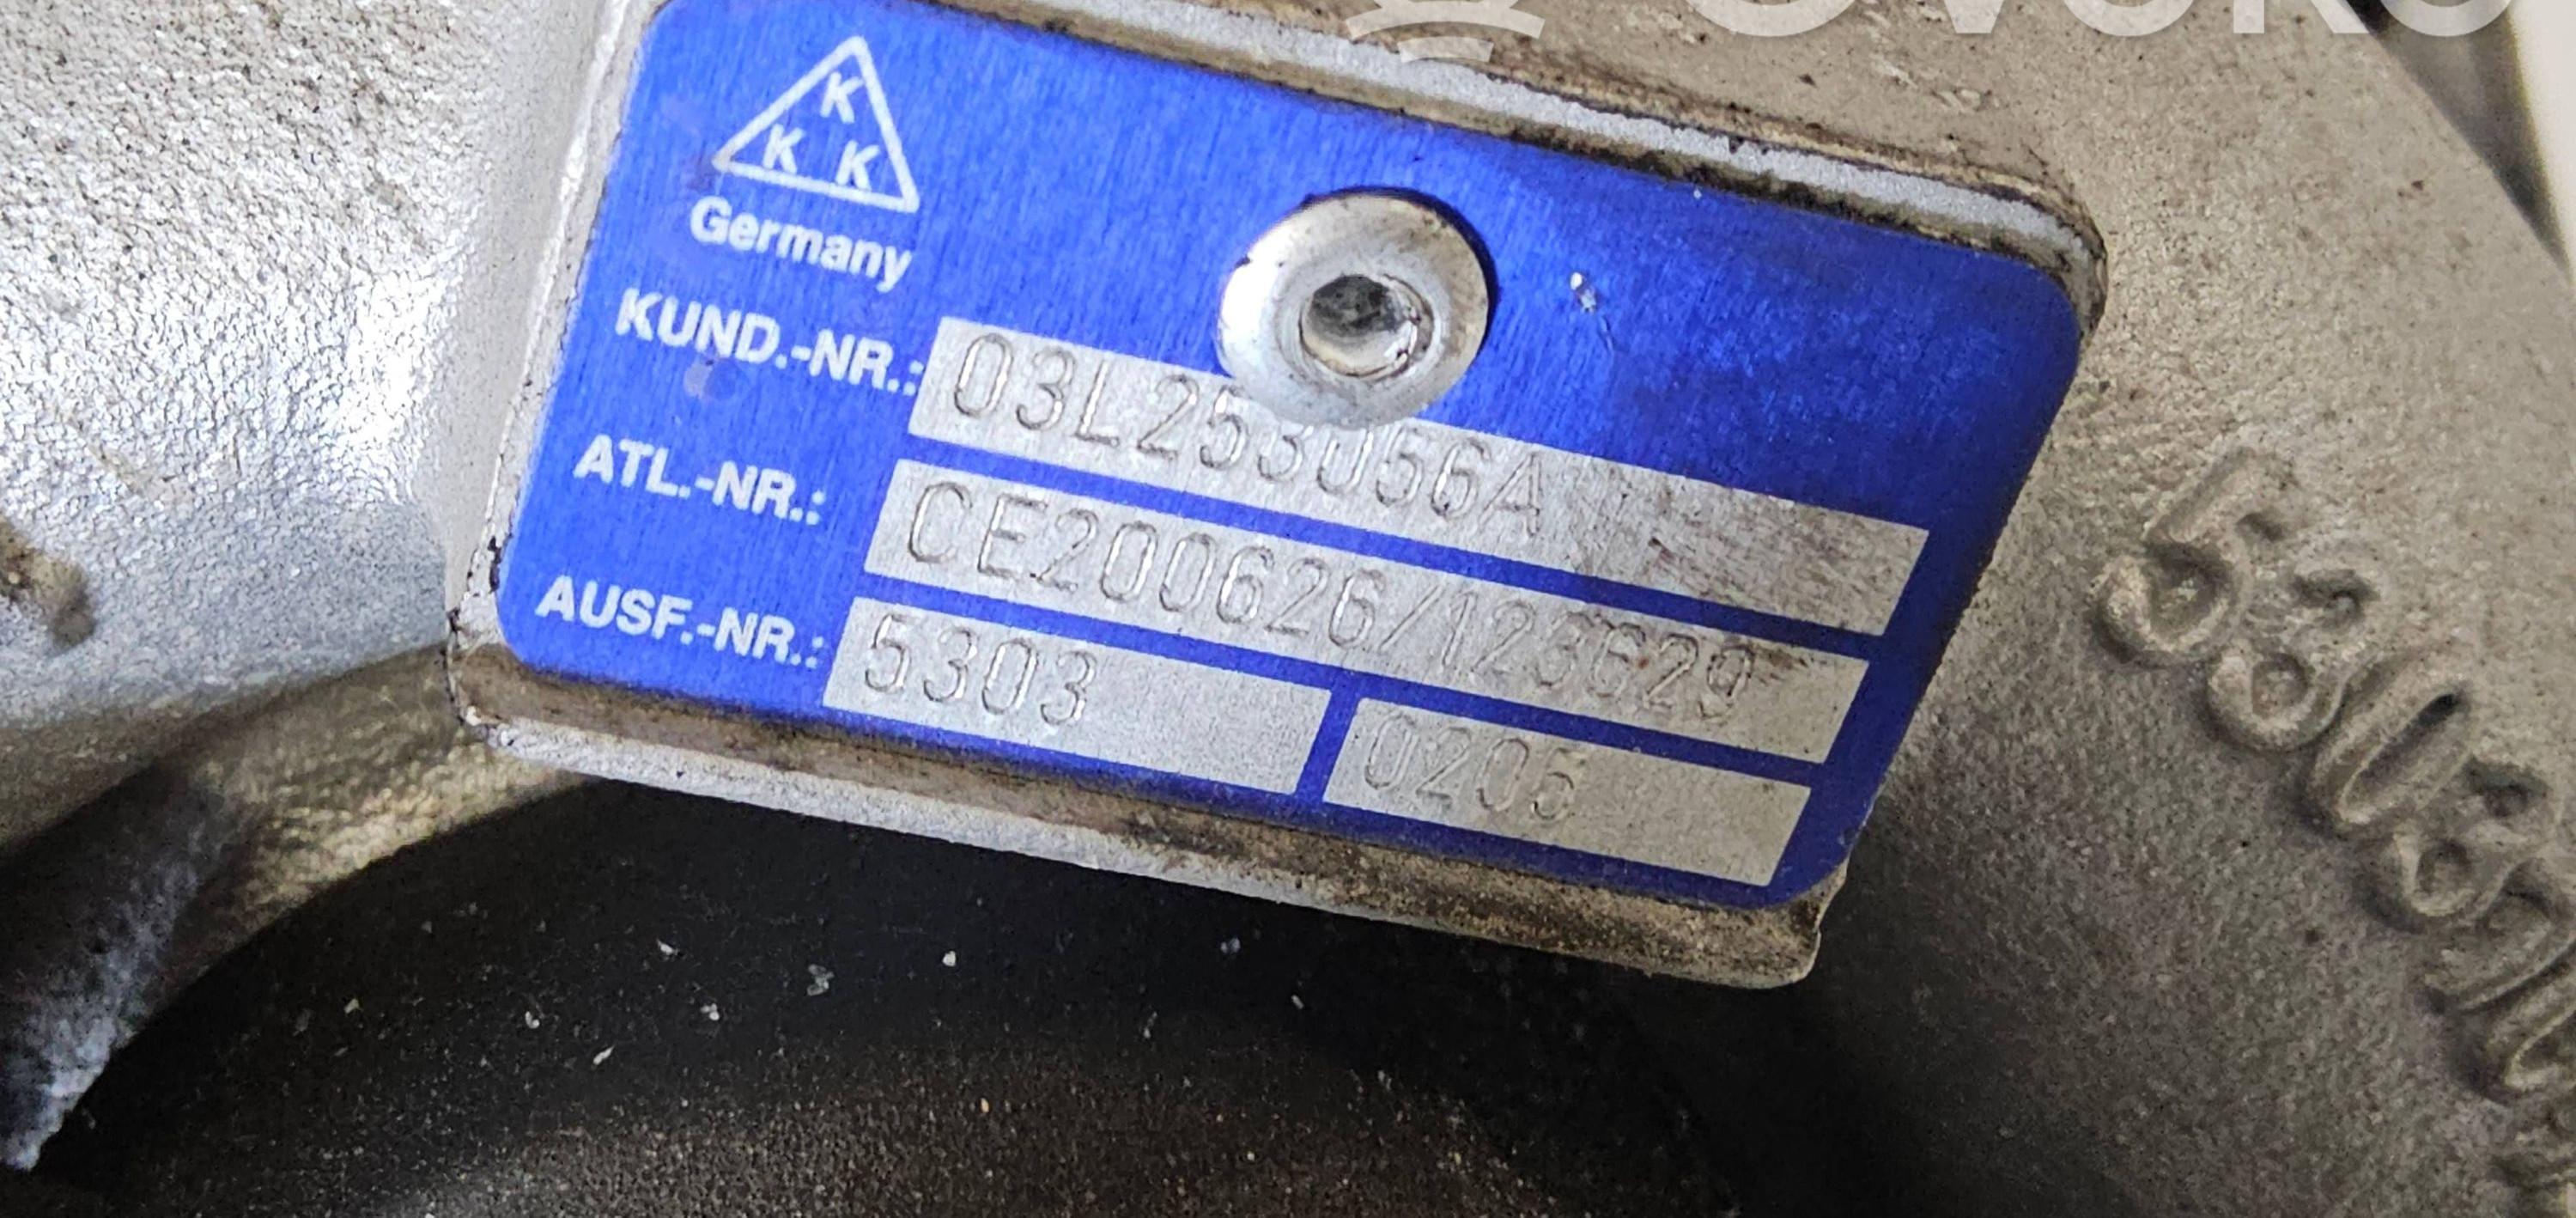 K
K K
Germany
KUND.-NR.: 03L253056A
ATL.-NR.: CE200626/123629
AUSF.-NR.: 5303 0205